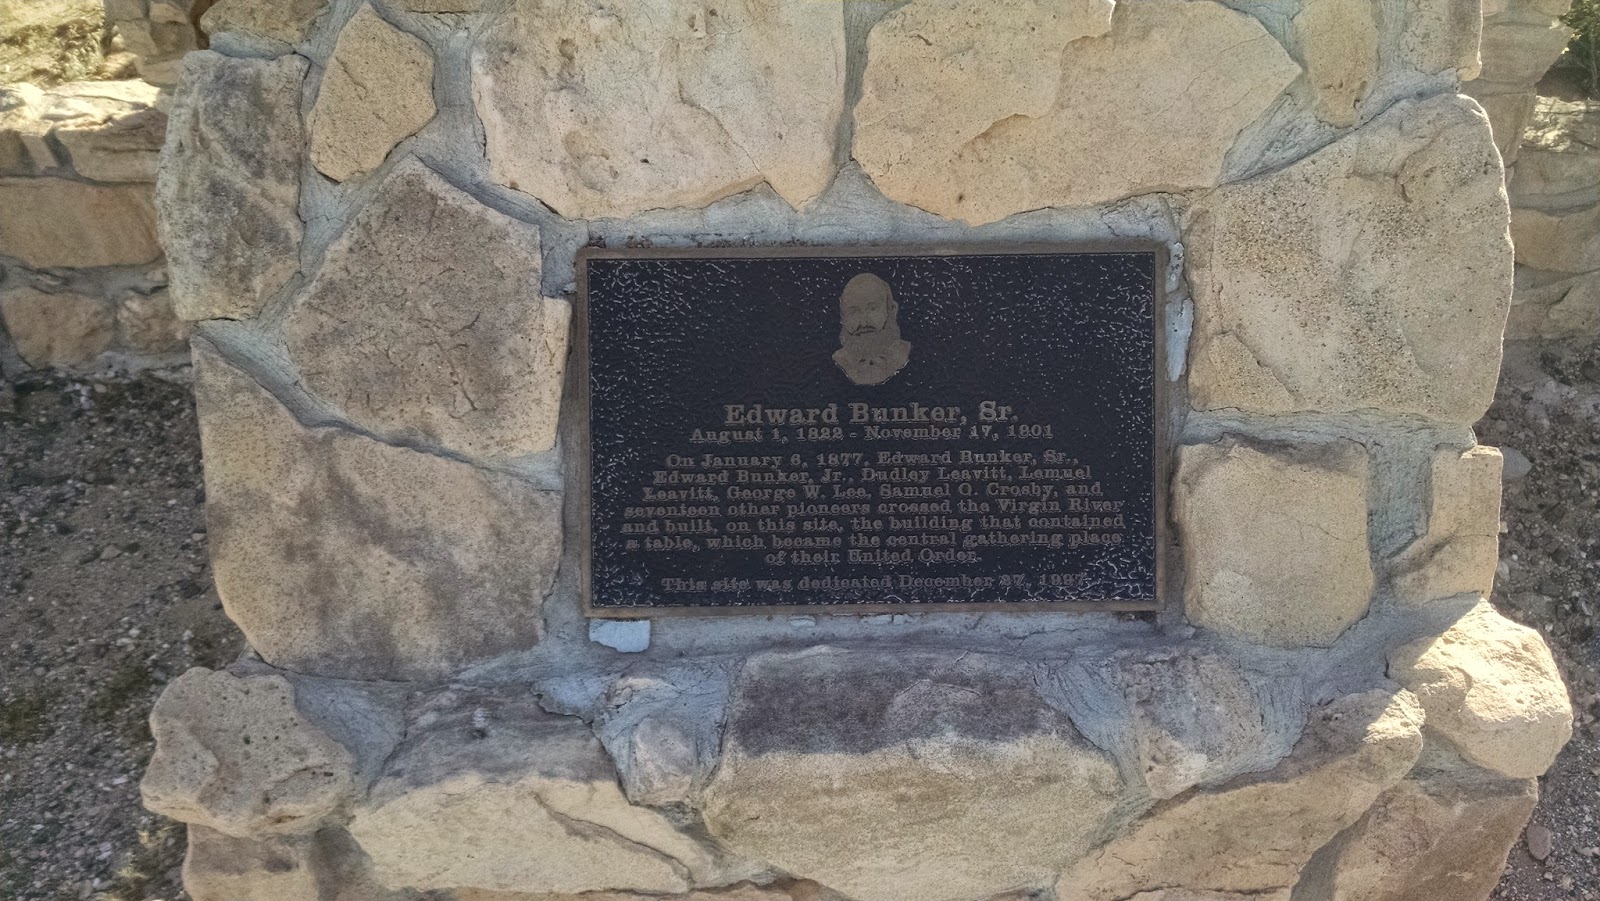 Edward Bunker, Sr.
August 1, 1822 - November 17, 1901
On January 6, 1877, Edward Bunker, Sr.,
Edward Bunker, Jr., Dudley Leavitt, Lemuel
Leavitt, George W. Lee, Samuel O. Crosby, and
seventeen other pioneers crossed the Virgin River
and built, on this site, the building that contained
a table, which became the central gathering place
of their United Order.
This site was dedicated December 27, 1997.